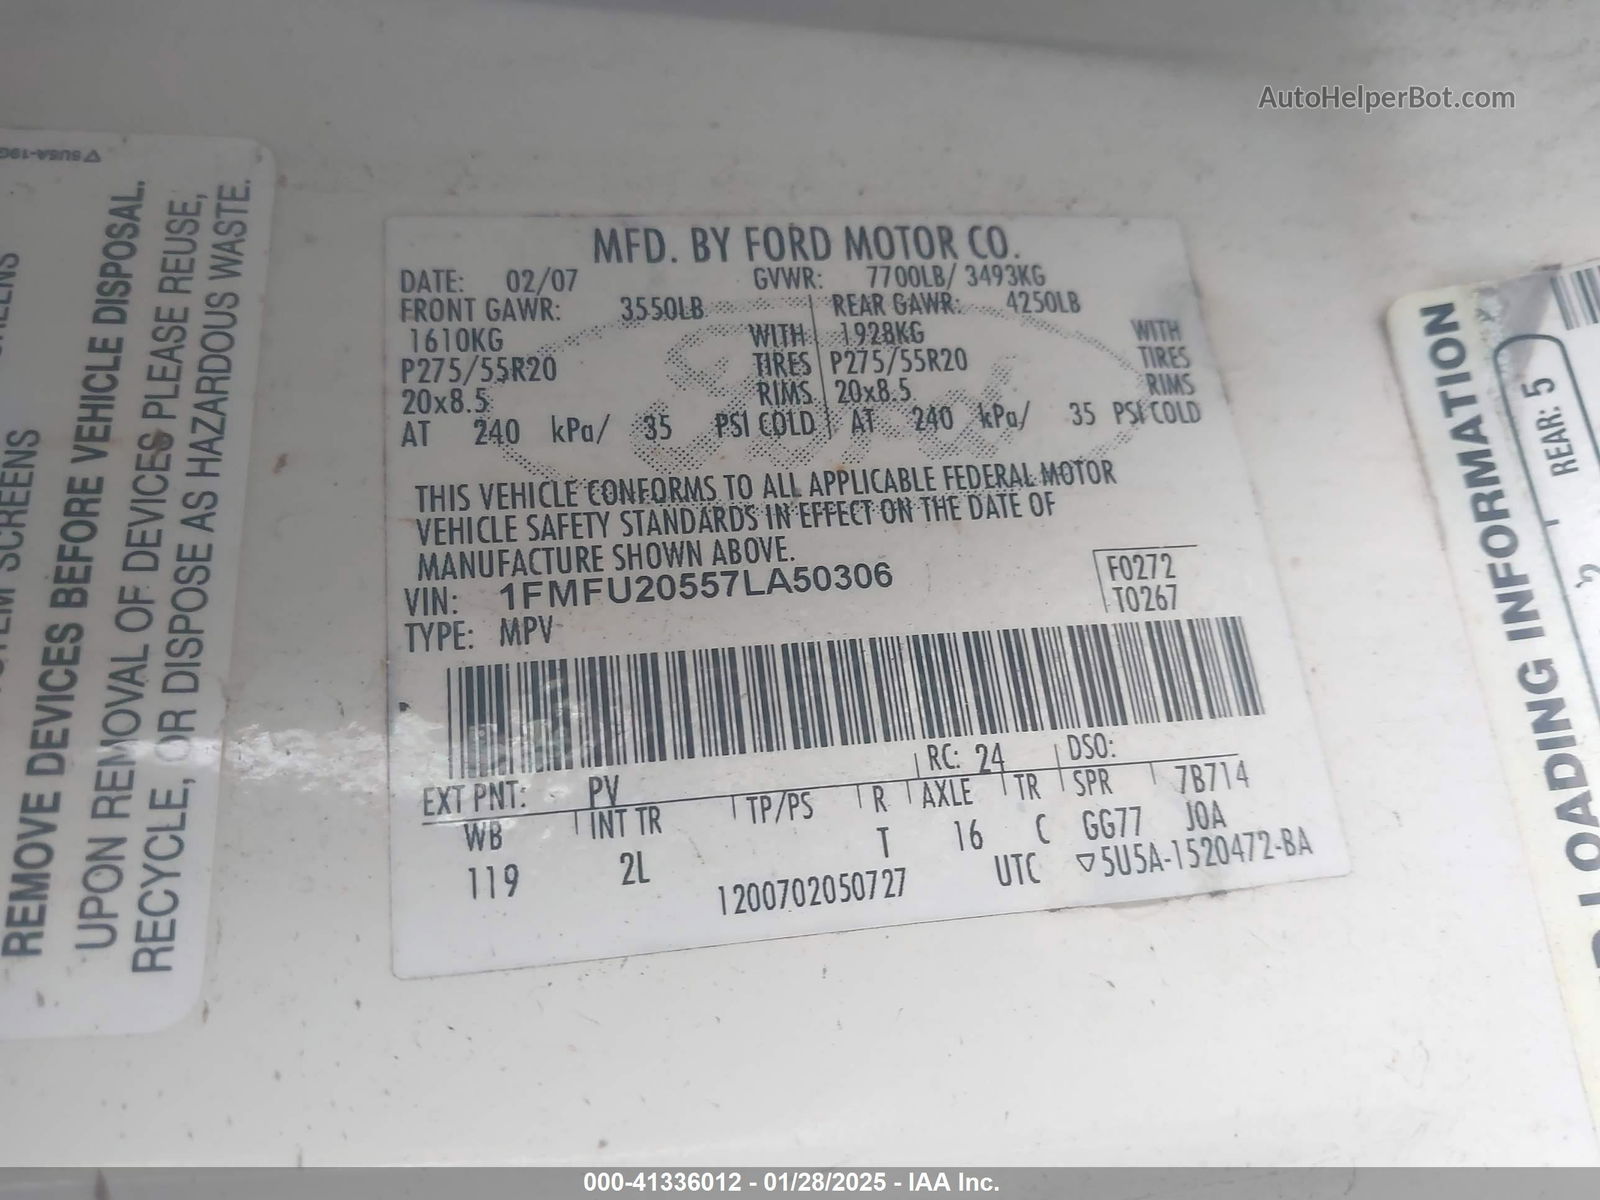 AutoHelperBot.com
REMOVE DEVICES BEFORE VEHICLE DISPOSAL.
UPON REMOVAL OF DEVICES PLEASE REUSE,
RECYCLE, OR DISPOSE AS HAZARDOUS WASTE.
SCREENS
MFD. BY FORD MOTOR CO.
DATE: 02/07 GVWR: 7700LB/ 3493KG
FRONT GAWR: 3550LB REAR GAWR: 4250LB
1610KG WITH 1928KG WITH
P275/55R20 TIRES P275/55R20 TIRES
20x8.5 RIMS 20x8.5 RIMS
AT 240 kPa/ 35 PSI COLD AT 240 kPa/ 35 PSI COLD
THIS VEHICLE CONFORMS TO ALL APPLICABLE FEDERAL MOTOR
VEHICLE SAFETY STANDARDS IN EFFECT ON THE DATE OF
MANUFACTURE SHOWN ABOVE.
VIN: 1FMFU20557LA50306
F0272
TYPE: MPV
T0267
RC: 24 DSO:
EXT PNT: PV
WB INT TR TP/PS R AXLE TR SPR 7B714
119 2L T 16 C GG77 J0A
1200702050727 UTC ▽5U5A-1520472-BA
LOADING INFORMATION
REAR: 5
000-41336012 - 01/28/2025 - IAA Inc.